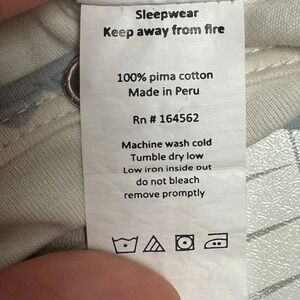 Sleepwear
Keep away from fire
100% pima cotton
Made in Peru
Rn # 164562
Machine wash cold
Tumble dry low
Low iron inside out
do not bleach
remove promptly